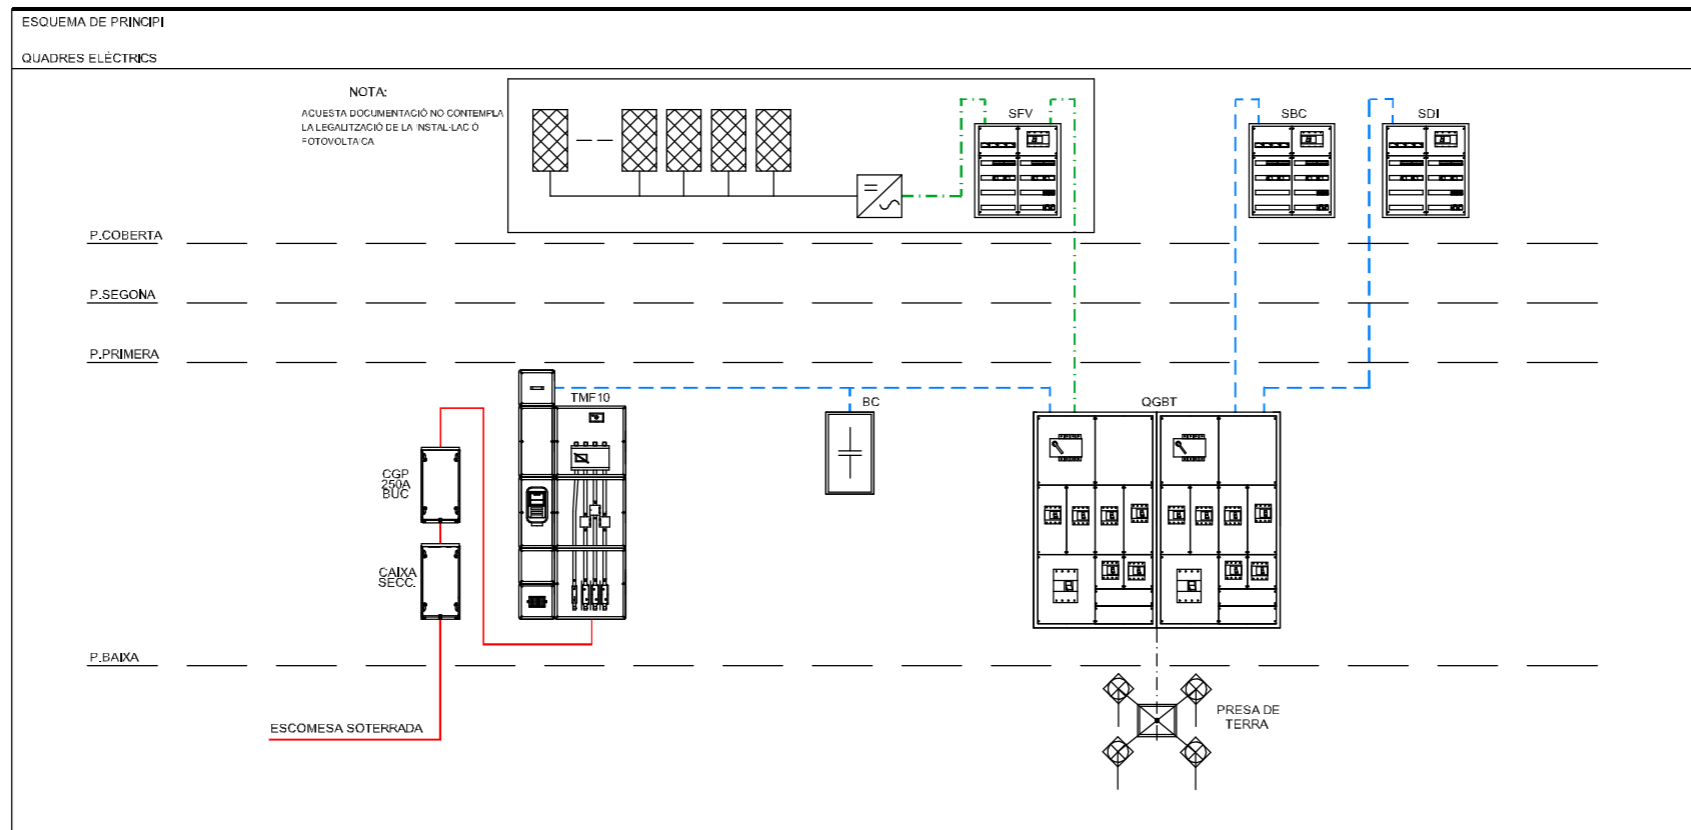 ESQUEMA DE PRINCIPI
QUADRES ELÈCTRICS
NOTA:
AQUESTA DOCUMENTACIÓ NO CONTEMPLA
LA LEGALITZACIÓ DE LA INSTAL·LACIÓ
FOTOVOLTAICA
SFV
SBC
SDI
P.COBERTA
P.SEGONA
P.PRIMERA
TMF10
BC
QGBT
CGP
250A
BUC
CAIXA
SECC.
P.BAIXA
ESCOMESA SOTERRADA
PRESA DE
TERRA